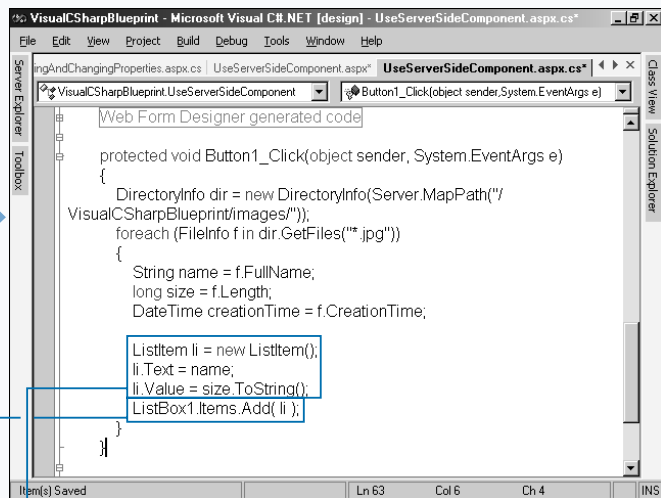 VisualCSharpBlueprint - Microsoft Visual C#.NET [design] - UseServerSideComponent.aspx.cs*
File Edit View Project Build Debug Tools Window Help
ingAndChangingProperties.aspx.cs UseServerSideComponent.aspx* UseServerSideComponent.aspx.cs*
VisualCSharpBlueprint.UseServerSideComponent Button1_Click(object sender,System.EventArgs e)
Server Explorer
Toolbox
Class View
Solution Explorer
Web Form Designer generated code
protected void Button1_Click(object sender, System.EventArgs e)
{
DirectoryInfo dir = new DirectoryInfo(Server.MapPath("/
VisualCSharpBlueprint/images/"));
foreach (FileInfo f in dir.GetFiles("*.jpg"))
{
String name = f.FullName;
long size = f.Length;
DateTime creationTime = f.CreationTime;
ListItem li = new ListItem();
li.Text = name;
li.Value = size.ToString();
ListBox1.Items.Add( li );
}
}
Item(s) Saved Ln 63 Col 6 Ch 4 INS